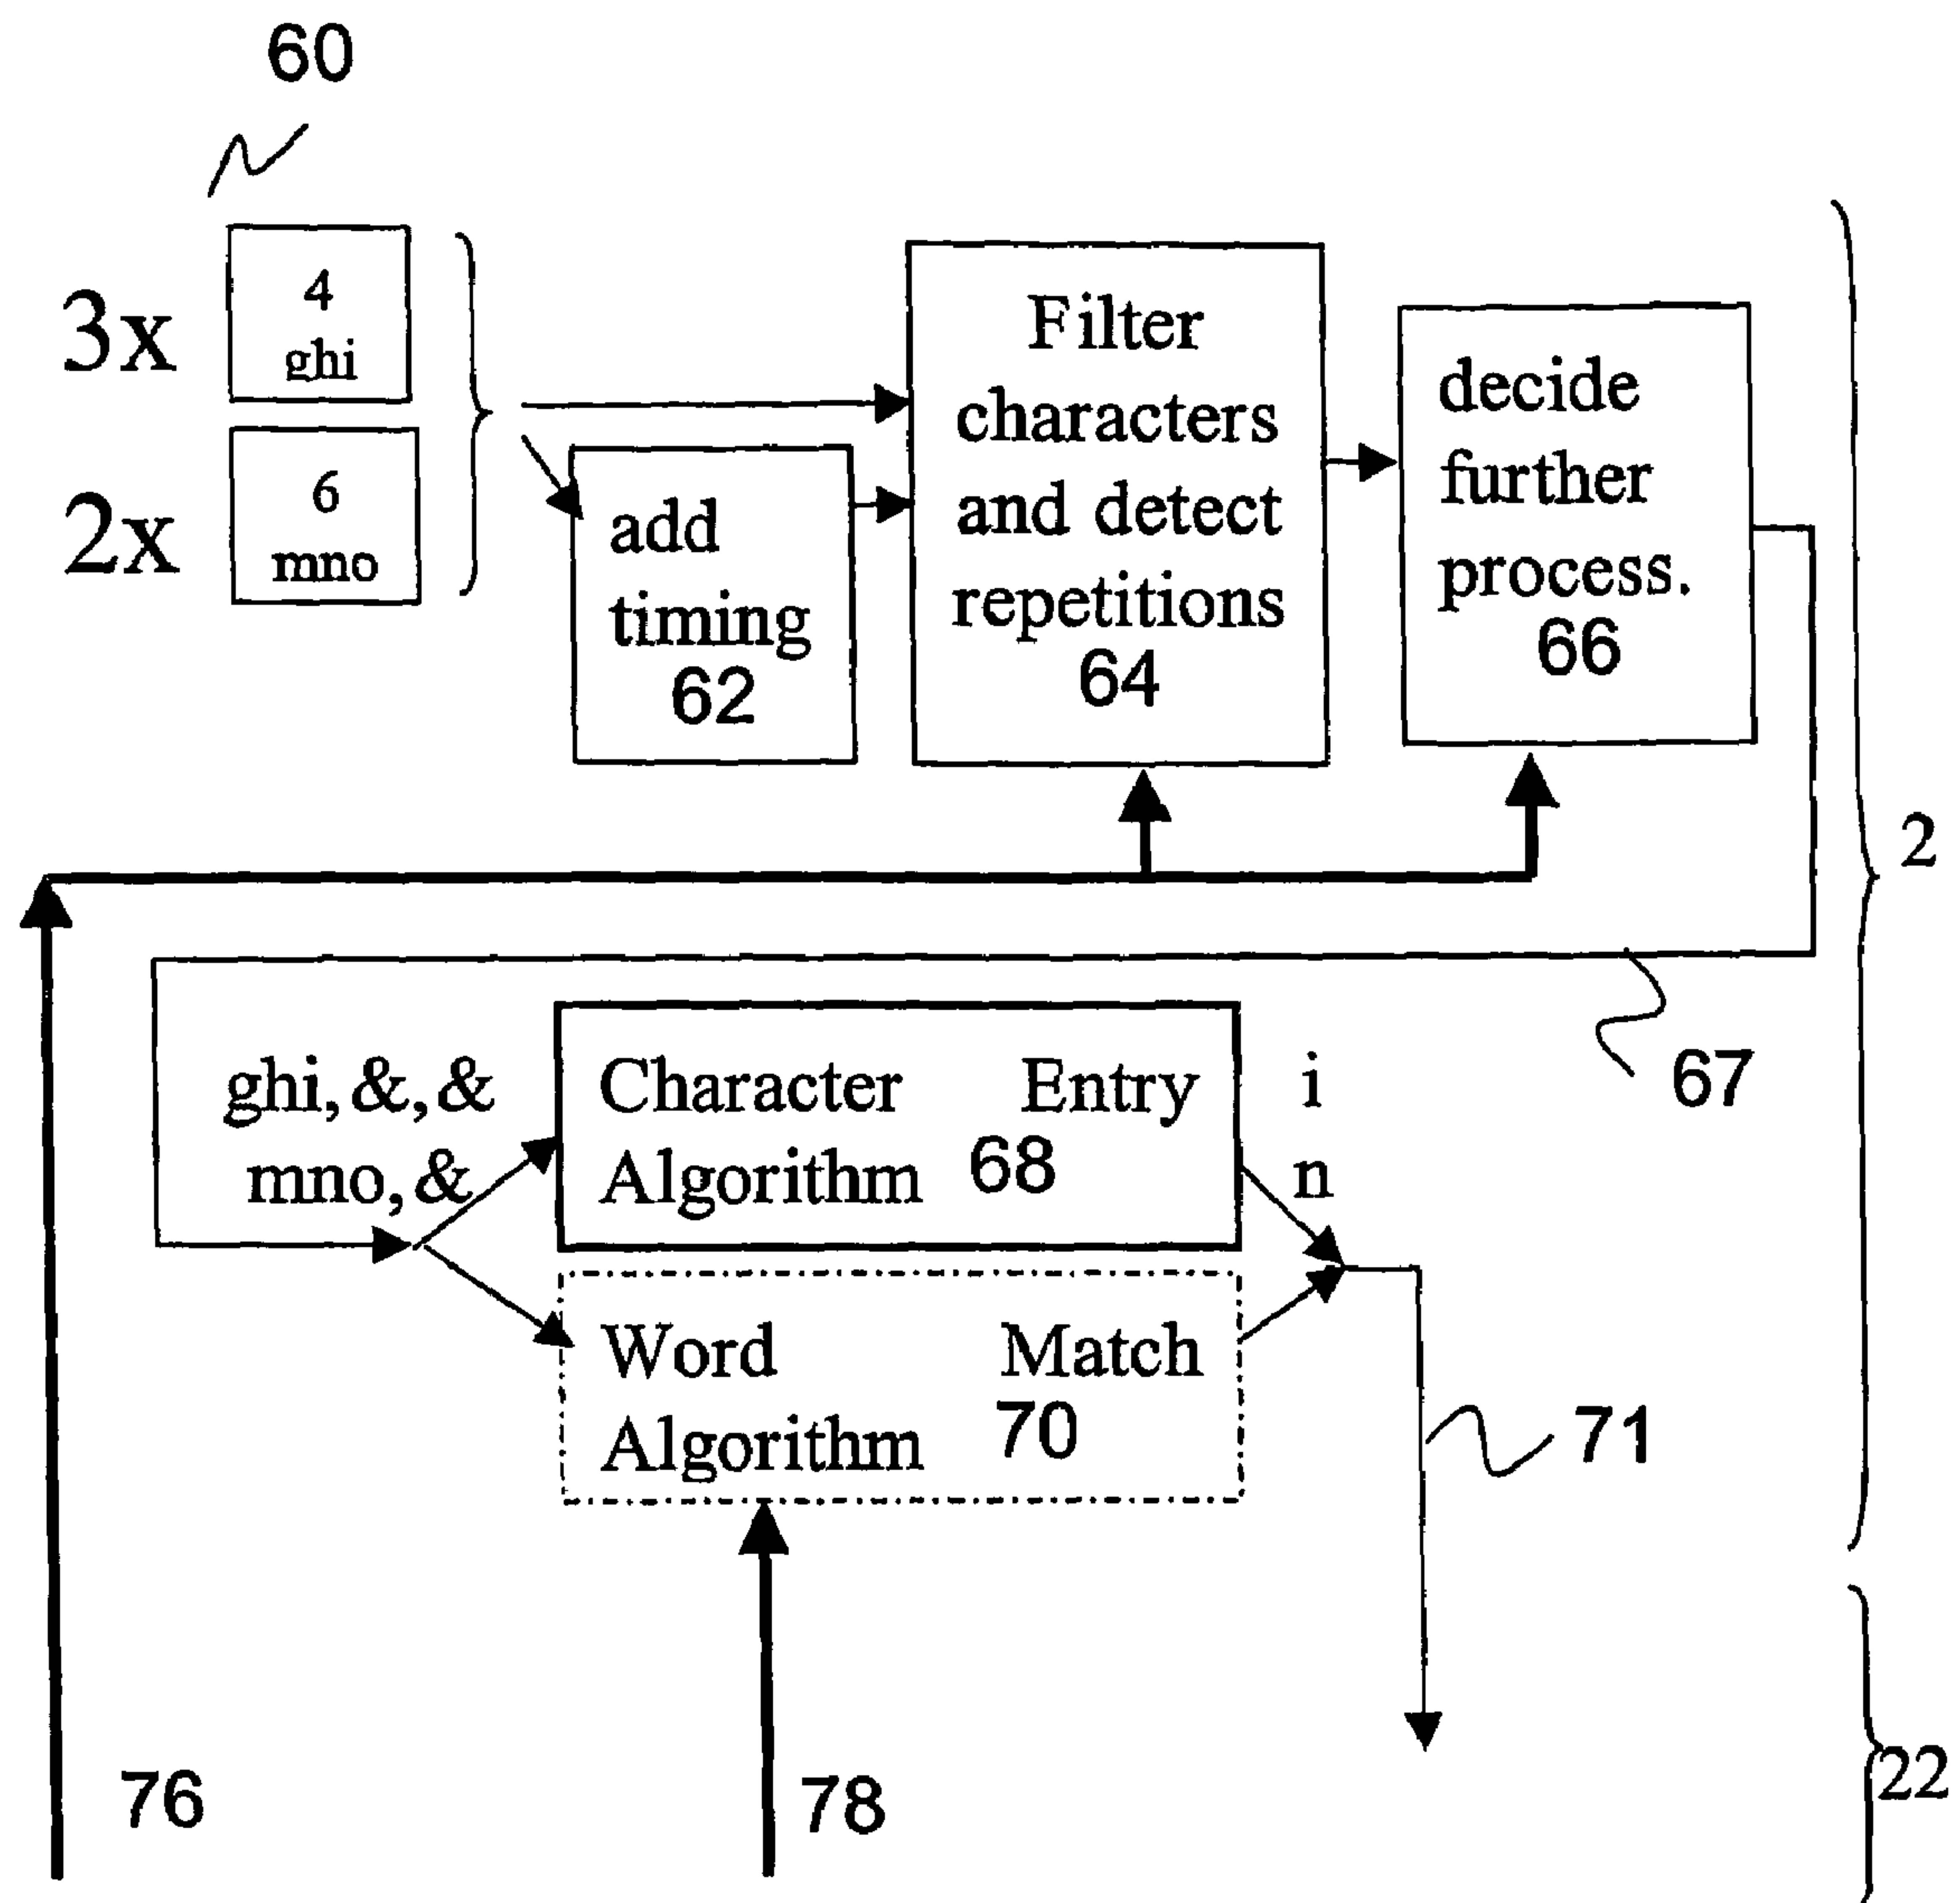 60
3x
4
ghi
2x
6
mno
add
timing
62
Filter
characters
and detect
repetitions
64
decide
further
process.
66
2
67
ghi,&,&
mno,&
Character Entry
Algorithm 68
i
n
Word Match
Algorithm 70
71
76
78
22